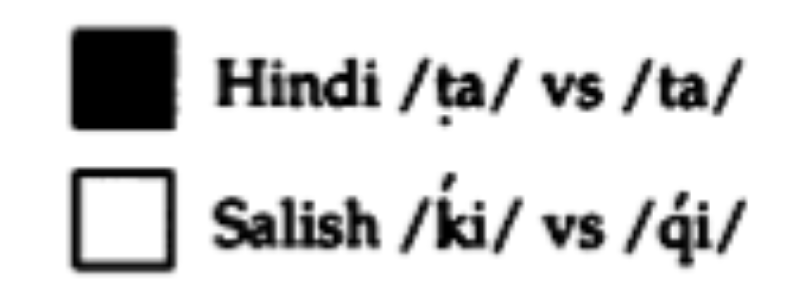 Hindi /ṭa/ vs /ta/
Salish /ḱi/ vs /q́i/